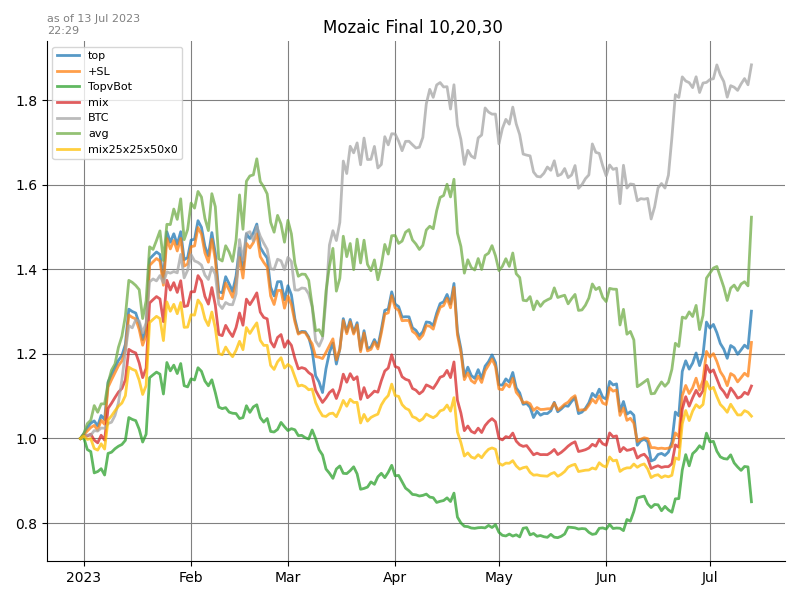 as of 13 Jul 2023
22:29
Mozaic Final 10,20,30
top
+SL
TopvBot
mix
BTC
avg
mix25x25x50x0
1.8
1.6
1.4
1.2
1.0
0.8
2023 Feb Mar Apr May Jun Jul